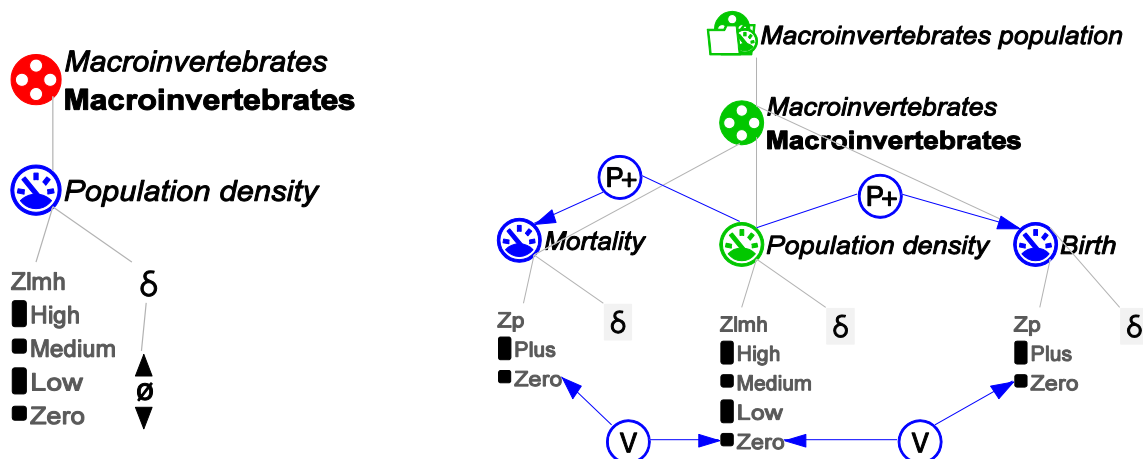 Macroinvertebrates
Macroinvertebrates
Population density
Zlmh
δ
High
Medium
Low
ø
Zero
Macroinvertebrates population
Macroinvertebrates
Macroinvertebrates
P+
P+
Mortality
Population density
Birth
Zp
δ
Plus
Zero
Zlmh
δ
High
Medium
Low
Zero
Zp
δ
Plus
Zero
V
V